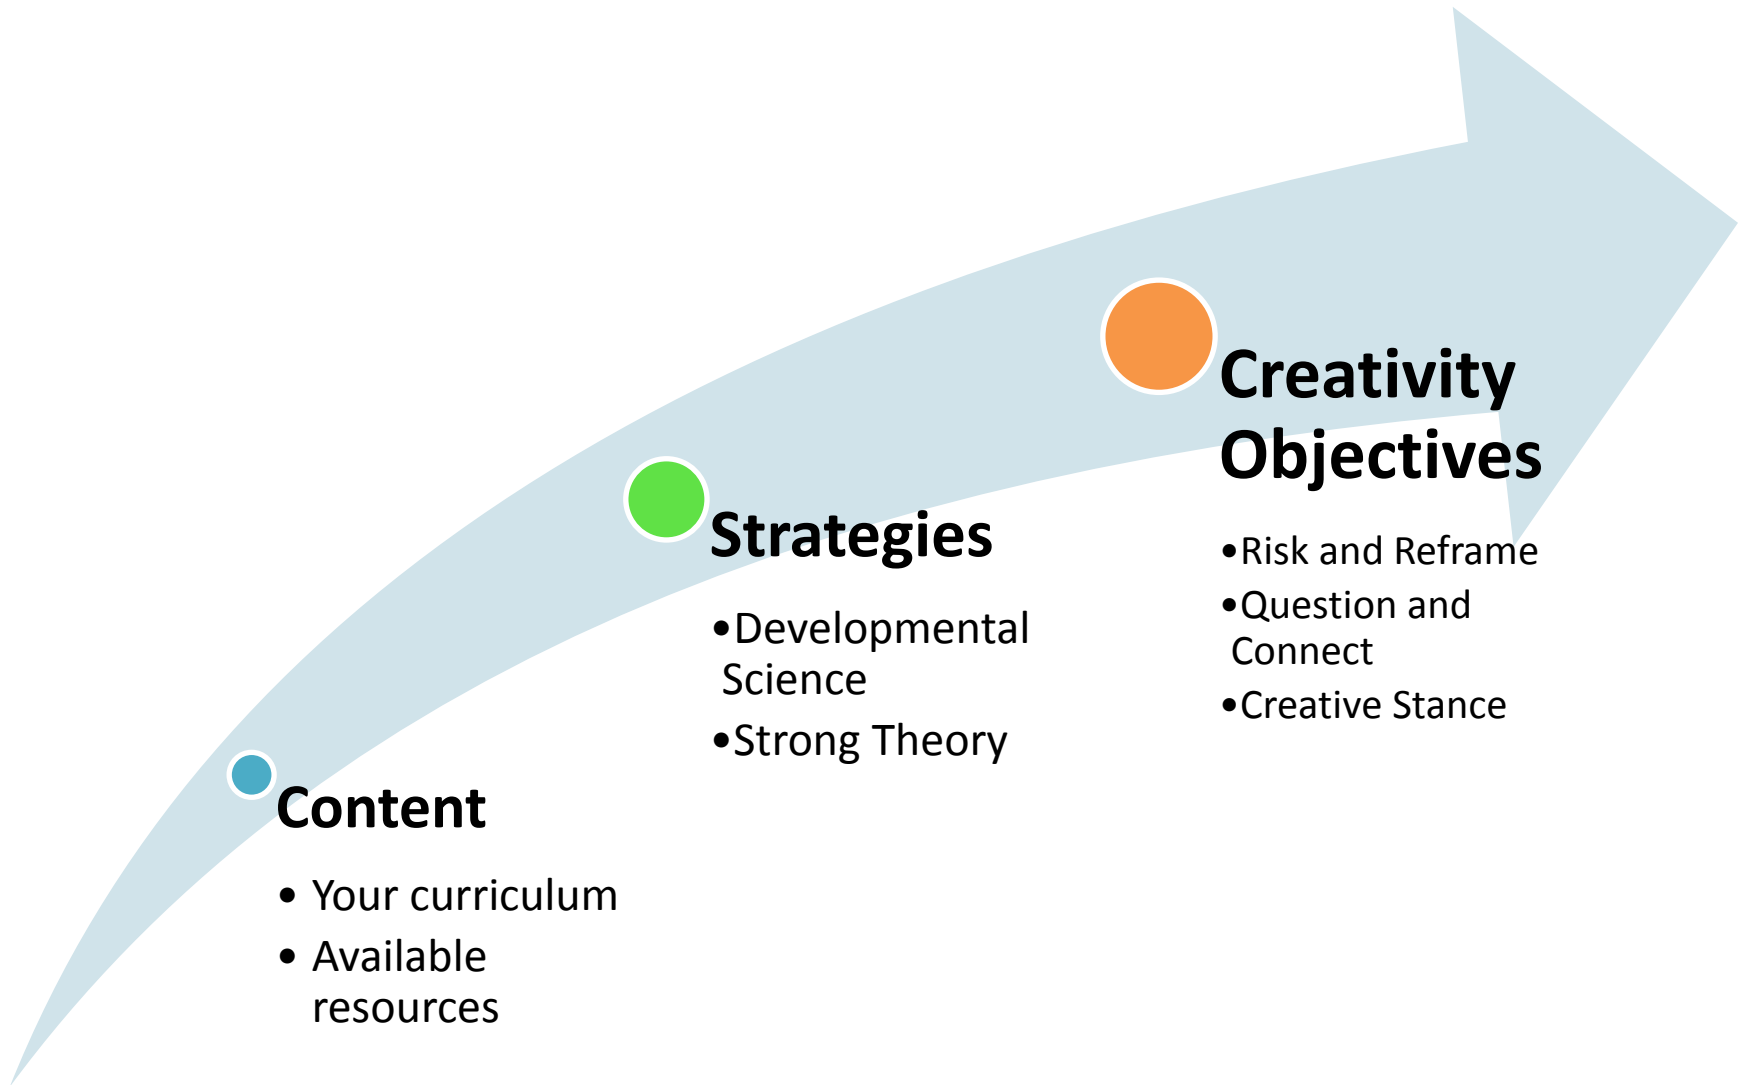 Content
• Your curriculum
• Available
resources
Strategies
•Developmental
Science
•Strong Theory
Creativity
Objectives
•Risk and Reframe
•Question and
Connect
•Creative Stance